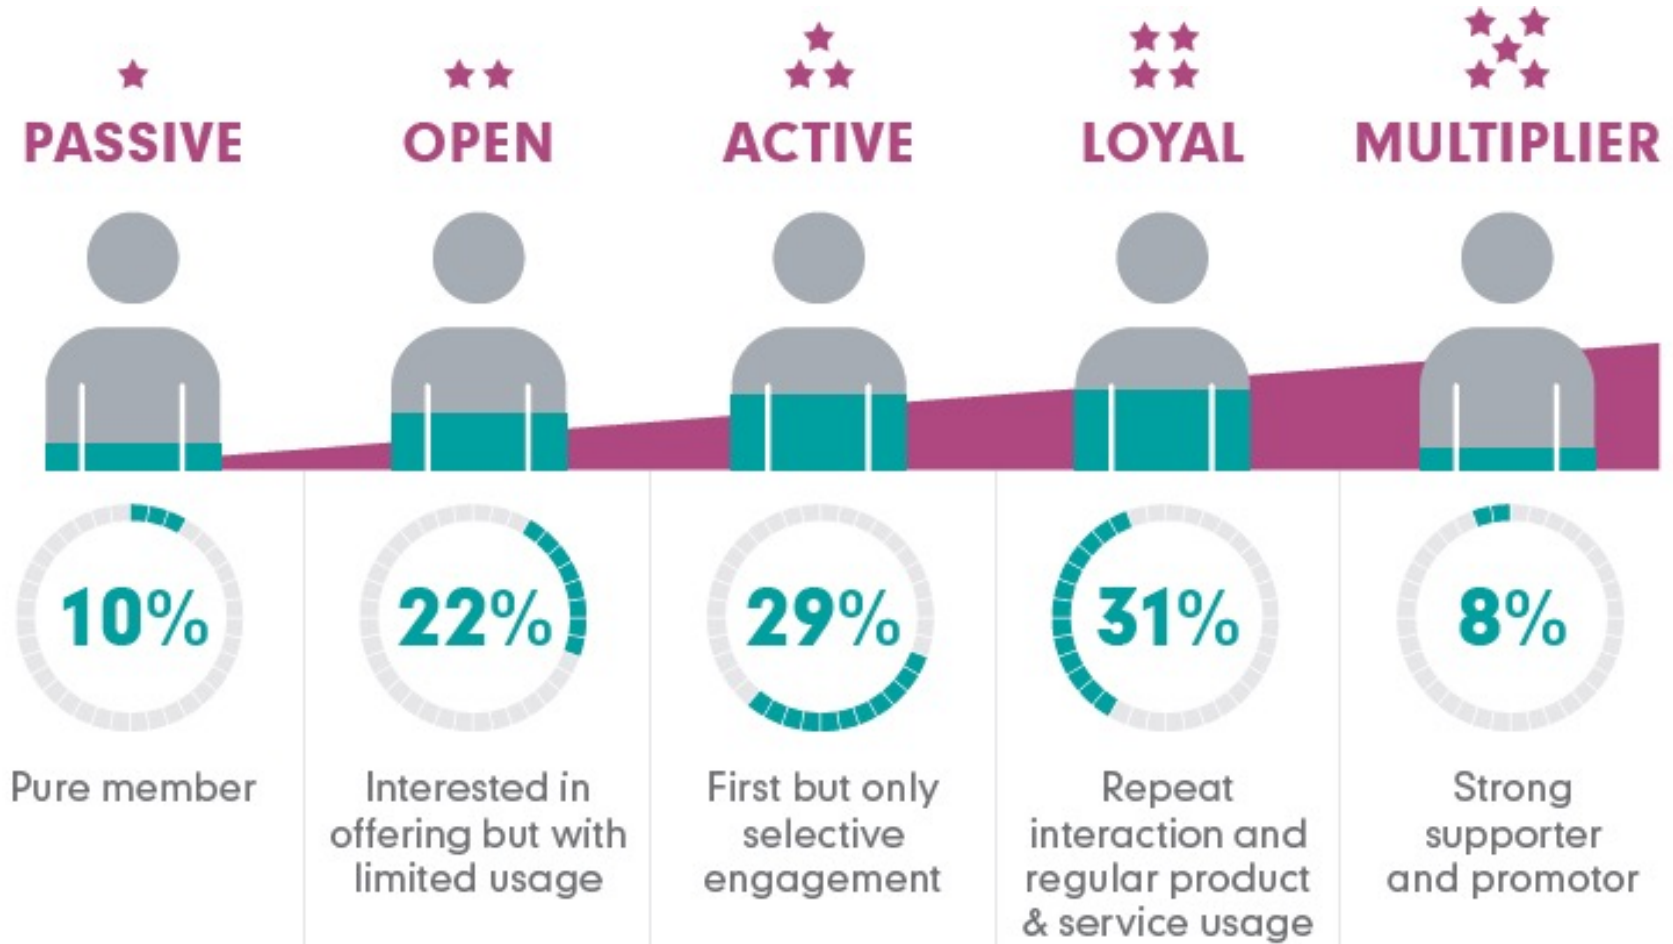 PASSIVE
OPEN
ACTIVE
LOYAL
MULTIPLIER
10%
22%
29%
31%
8%
Pure member
Interested in
offering but with
limited usage
First but only
selective
engagement
Repeat
interaction and
regular product
& service usage
Strong
supporter
and promotor